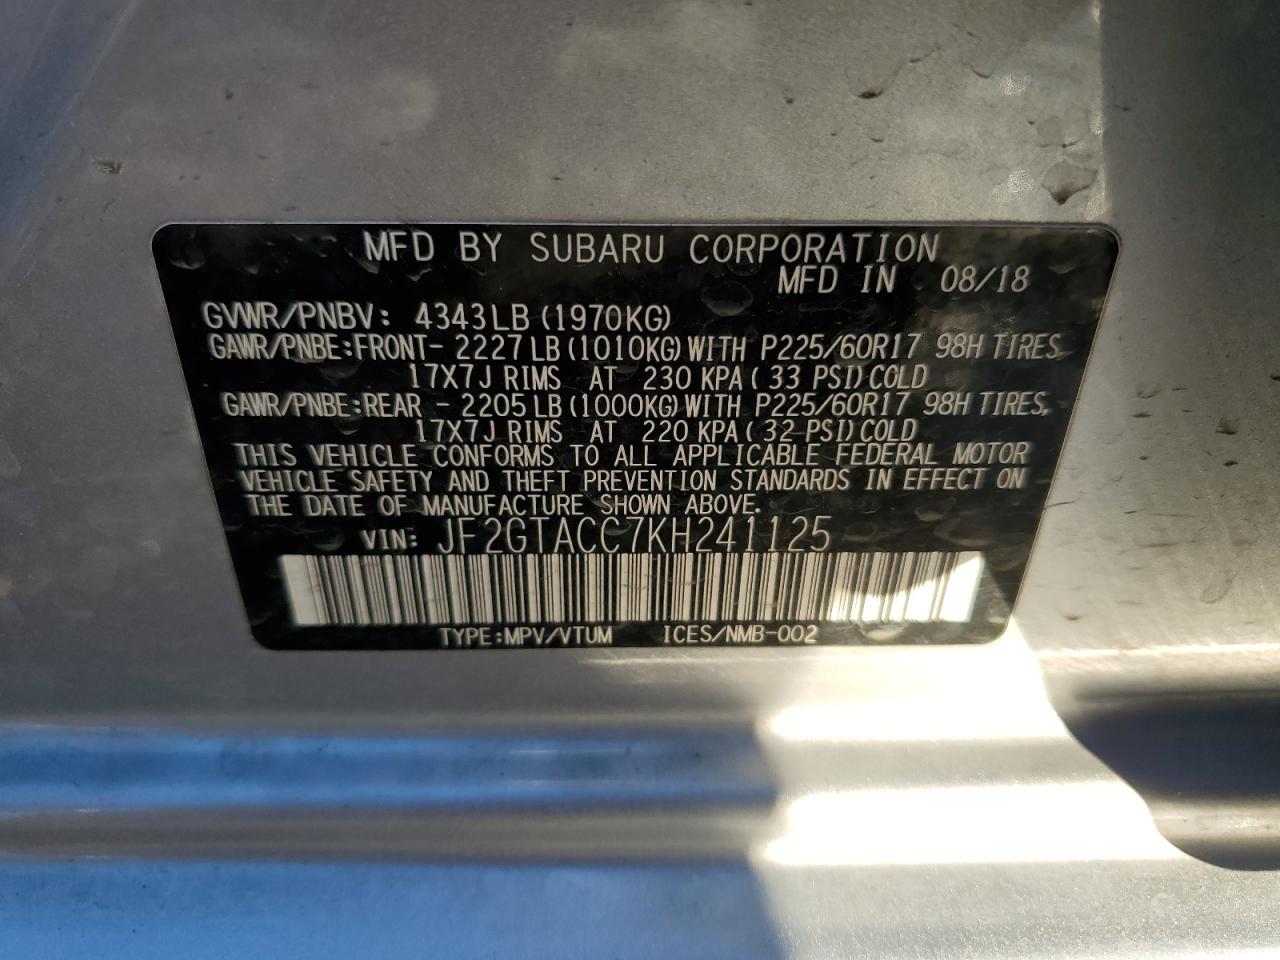 MFD BY SUBARU CORPORATION
MFD IN 08/18
GVWR/PNBV: 4343LB (1970KG)
GAWR/PNBE:FRONT- 2227LB (1010KG) WITH P225/60R17 98H TIRES,
17X7J RIMS AT 230 KPA ( 33 PSI) COLD
GAWR/PNBE:REAR - 2205LB (1000KG) WITH P225/60R17 98H TIRES,
17X7J RIMS AT 220 KPA ( 32 PSI) COLD
THIS VEHICLE CONFORMS TO ALL APPLICABLE FEDERAL MOTOR
VEHICLE SAFETY AND THEFT PREVENTION STANDARDS IN EFFECT ON
THE DATE OF MANUFACTURE SHOWN ABOVE.
VIN: JF2GTACC7KH241125
TYPE:MPV/VTUM ICES/NMB-002